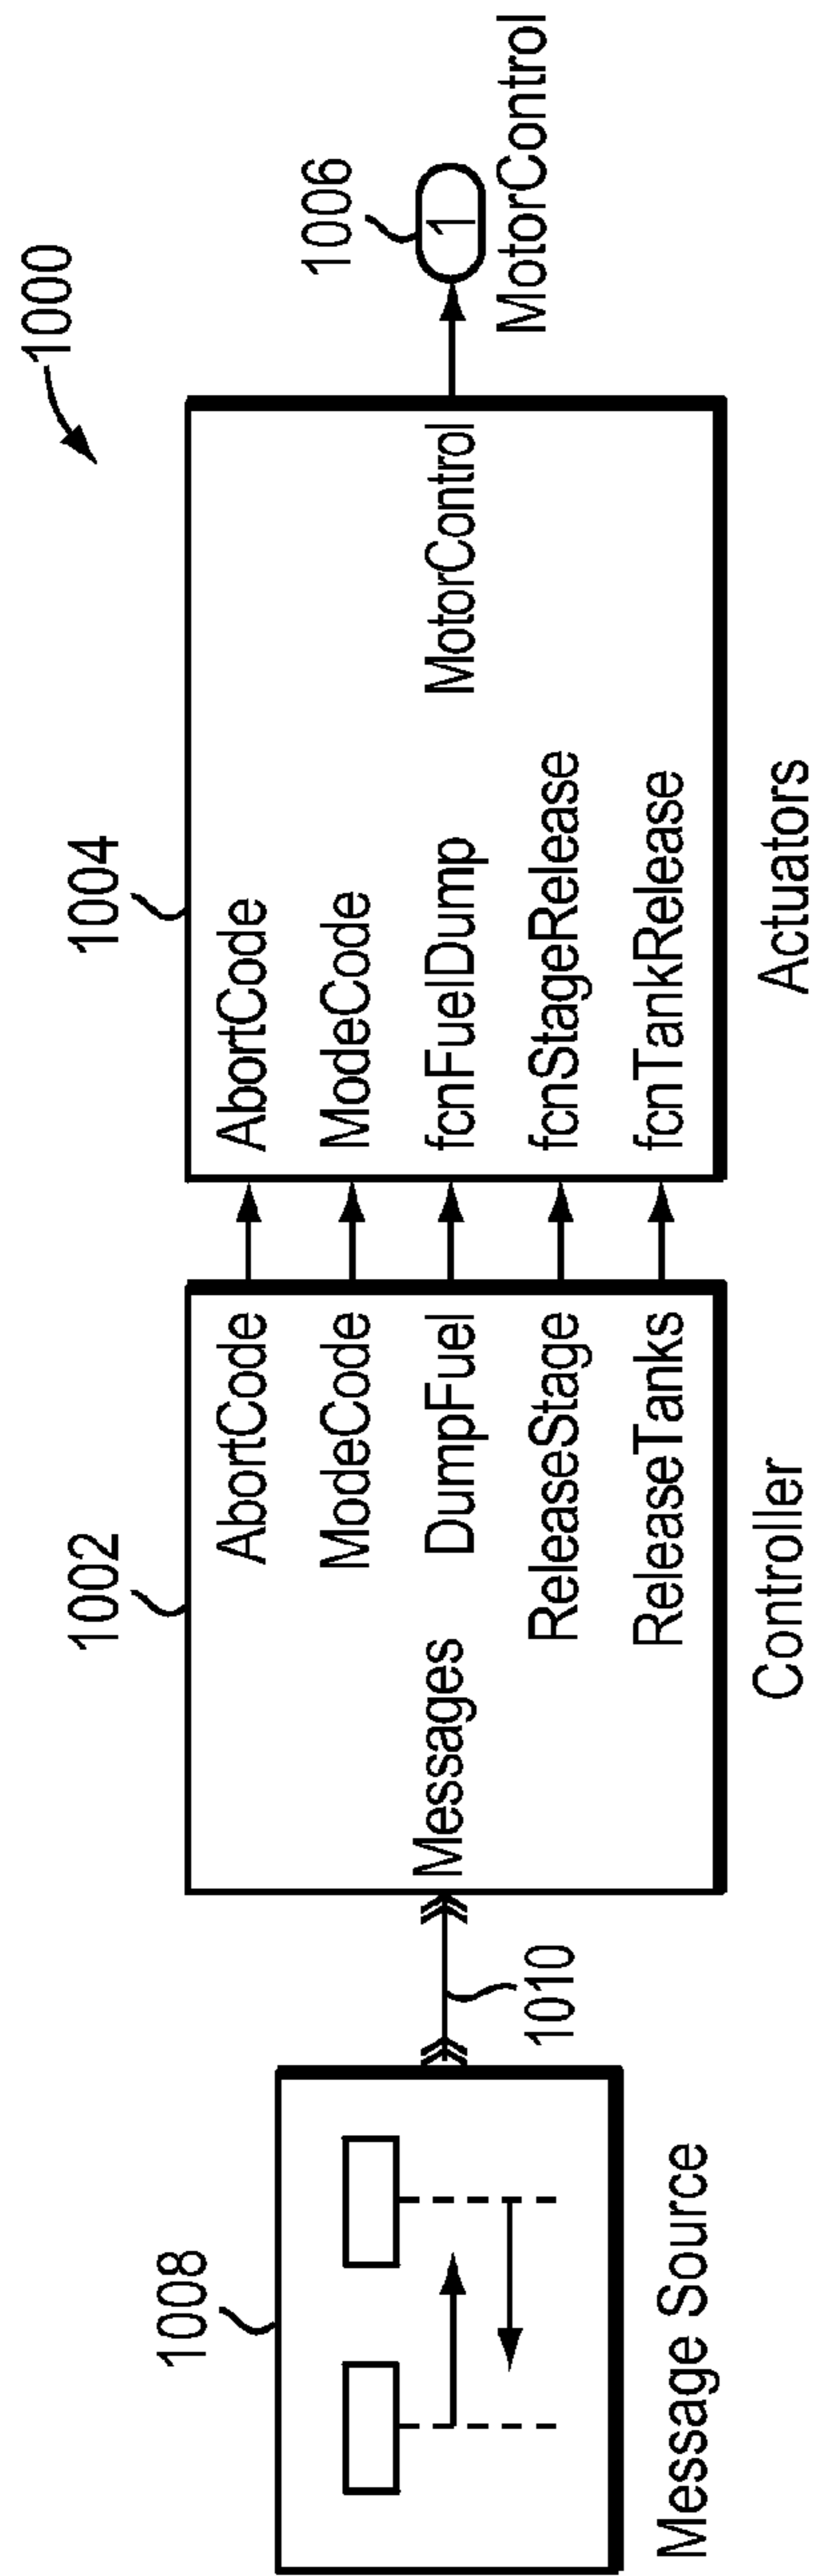 1000
1008
Message Source
1010
1002
Messages
AbortCode
ModeCode
DumpFuel
ReleaseStage
ReleaseTanks
Controller
1004
AbortCode
ModeCode
fcnFuelDump
fcnStageRelease
fcnTankRelease
MotorControl
Actuators
1006
1
MotorControl